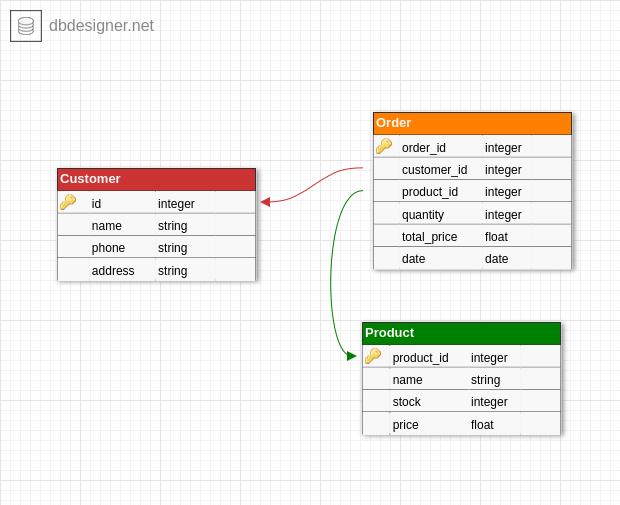 dbdesigner.net
Customer
id integer
name string
phone string
address string
Order
order_id integer
customer_id integer
product_id integer
quantity integer
total_price float
date date
Product
product_id integer
name string
stock integer
price float